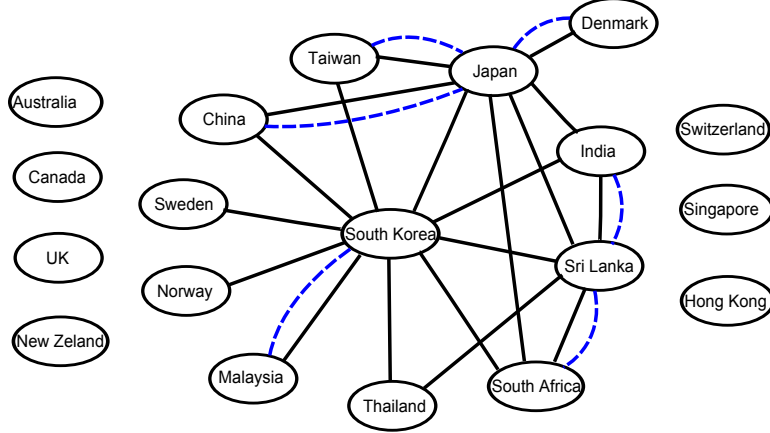 Denmark
Taiwan
Japan
Australia
China
Switzerland
India
Canada
Sweden
Singapore
South Korea
UK
Sri Lanka
Norway
Hong Kong
New Zeland
Malaysia
South Africa
Thailand